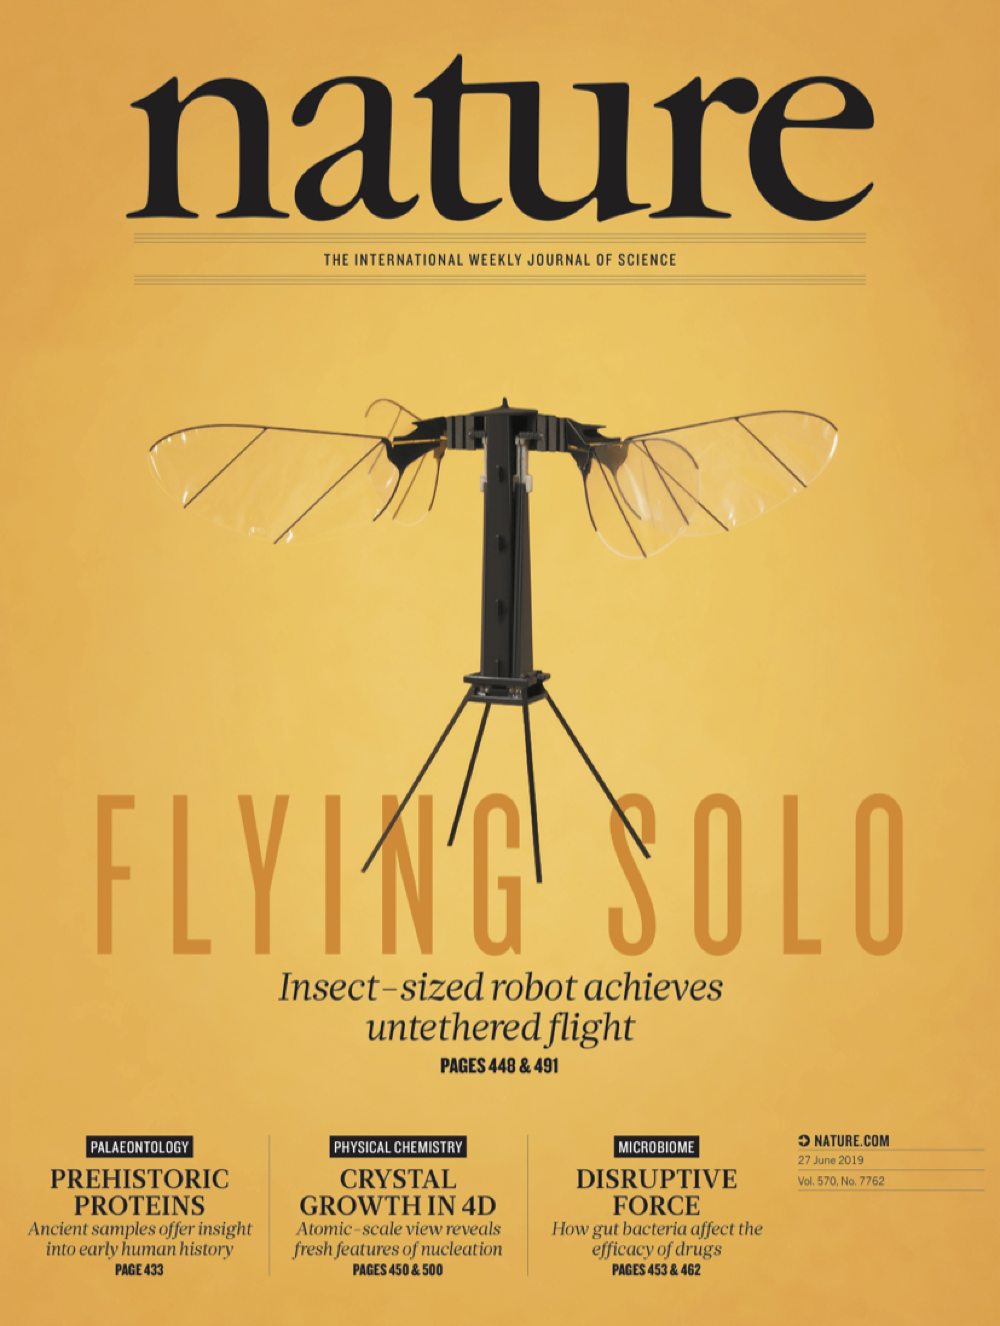 nature
THE INTERNATIONAL WEEKLY JOURNAL OF SCIENCE
FLYING SOLO
Insect-sized robot achieves
untethered flight
PAGES 448 & 491
PALAEONTOLOGY
PREHISTORIC
PROTEINS
Ancient samples offer insight
into early human history
PAGE 433
PHYSICAL CHEMISTRY
CRYSTAL
GROWTH IN 4D
Atomic-scale view reveals
fresh features of nucleation
PAGES 450 & 500
MICROBIOME
DISRUPTIVE
FORCE
How gut bacteria affect the
efficacy of drugs
PAGES 453 & 462
NATURE.COM
27 June 2019
Vol. 570, No. 7762